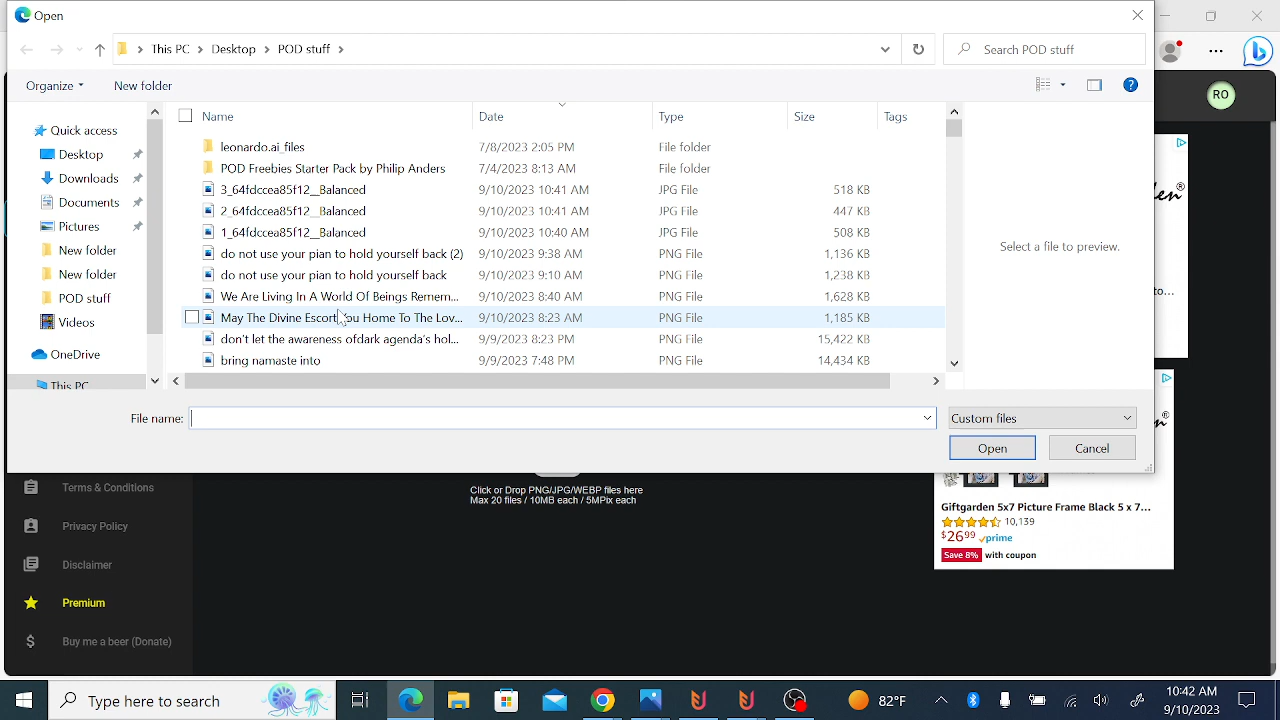 Open
This PC > Desktop > POD stuff >
Search POD stuff
Organize
New folder
Name Date Type Size Tags
Quick access
Desktop
Downloads
Documents
Pictures
New folder
New folder
POD stuff
Videos
OneDrive
This PC
leonardo.ai_files 7/8/2023 2:05 PM File folder
POD Freebies Starter Pack by Philip Anders 7/4/2023 8:13 AM File folder
3_64fdccea85f12__Balanced 9/10/2023 10:41 AM JPG File 518 KB
2_64fdccea85f12__Balanced 9/10/2023 10:41 AM JPG File 447 KB
1_64fdccea85f12__Balanced 9/10/2023 10:40 AM JPG File 508 KB
do not use your pian to hold yourself back (2) 9/10/2023 9:38 AM PNG File 1,136 KB
do not use your pian to hold yourself back 9/10/2023 9:10 AM PNG File 1,238 KB
We Are Living In A World Of Beings Remem... 9/10/2023 8:40 AM PNG File 1,628 KB
May The Divine Escort You Home To The Lov... 9/10/2023 8:23 AM PNG File 1,185 KB
don't let the awareness ofdark agenda's hol... 9/9/2023 8:23 PM PNG File 15,422 KB
bring namaste into 9/9/2023 7:48 PM PNG File 14,434 KB
Select a file to preview.
File name:
Custom files
Open
Cancel
RO
to...
Terms & Conditions
Privacy Policy
Disclaimer
Premium
Buy me a beer (Donate)
Click or Drop PNG/JPG/WEBP files here
Max 20 files / 10MB each / 5MPix each
Giftgarden 5x7 Picture Frame Black 5 x 7...
10,139
$26.99 prime
Save 8% with coupon
Type here to search
82°F
10:42 AM
9/10/2023